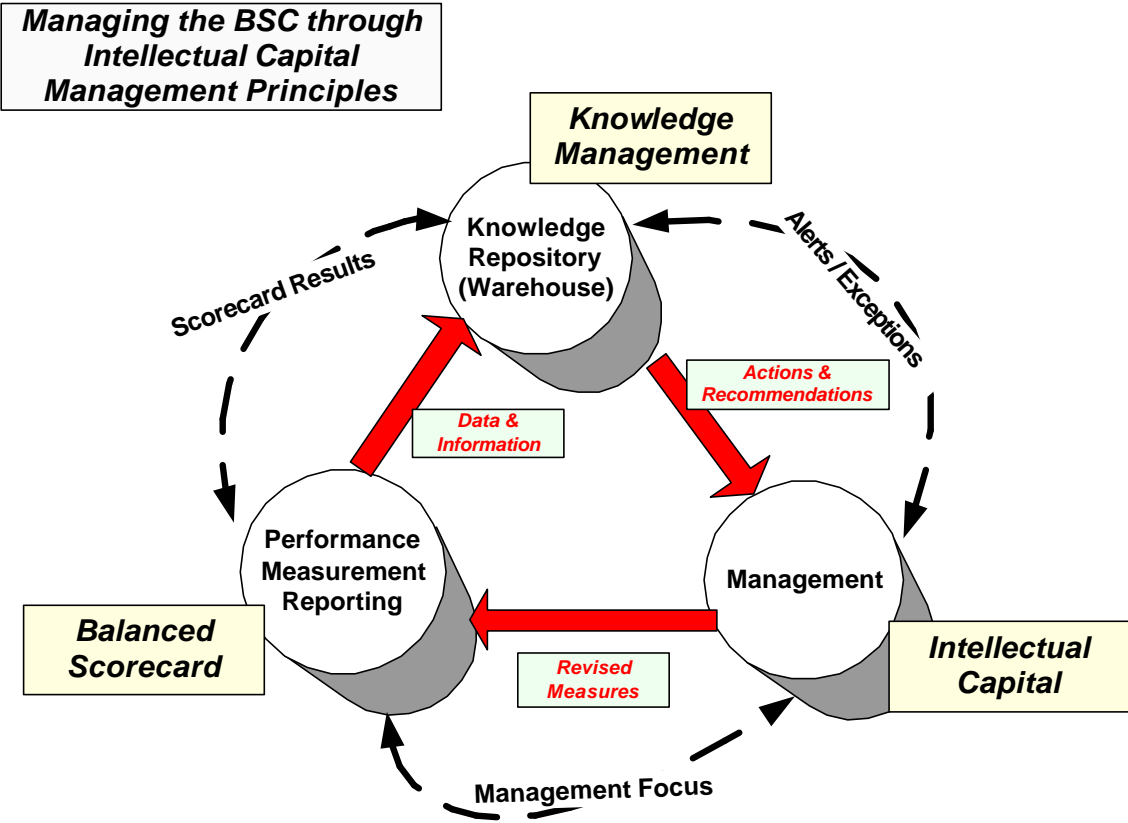 Managing the BSC through
Intellectual Capital
Management Principles
Knowledge
Management
Knowledge
Repository
(Warehouse)
Scorecard Results
Alerts / Exceptions
Actions &
Recommendations
Data &
Information
Performance
Measurement
Reporting
Management
Balanced
Scorecard
Revised
Measures
Intellectual
Capital
Management Focus